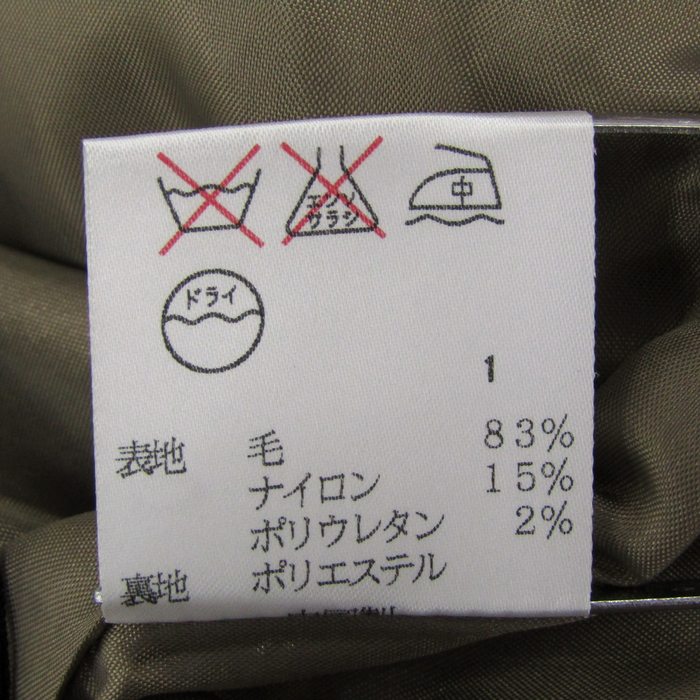 エンソ
サラシ
中
ドライ
1
表地 毛 83%
ナイロン 15%
ポリウレタン 2%
裏地 ポリエステル